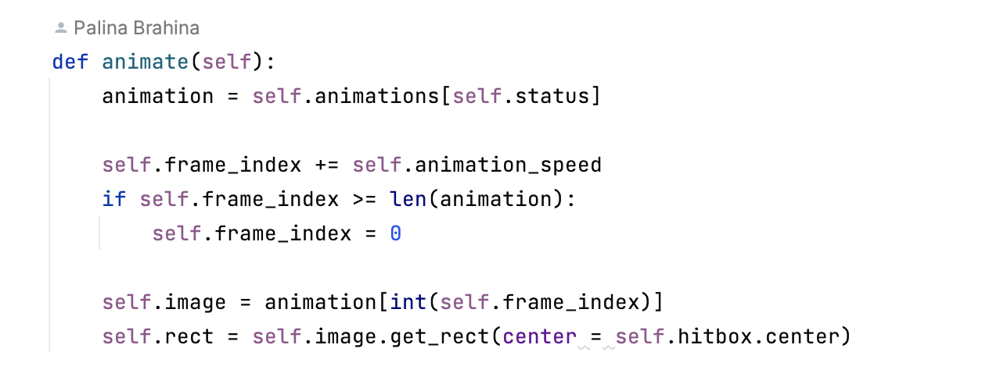 Palina Brahina
def animate(self):
    animation = self.animations[self.status]
    self.frame_index += self.animation_speed
    if self.frame_index >= len(animation):
        self.frame_index = 0
    self.image = animation[int(self.frame_index)]
    self.rect = self.image.get_rect(center = self.hitbox.center)